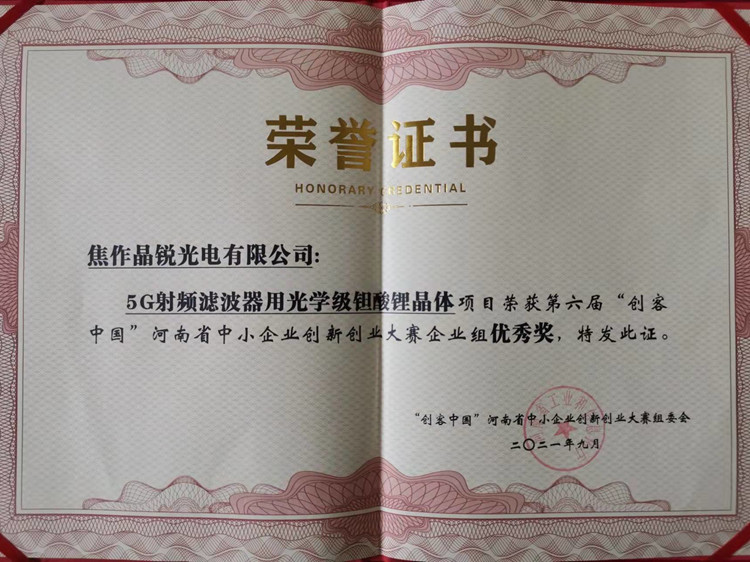 荣誉证书
HONORARY CREDENTIAL
焦作晶锐光电有限公司：
5G射频滤波器用光学级钽酸锂晶体项目荣获第六届“创客
中国”河南省中小企业创新创业大赛企业组优秀奖，特发此证。
“创客中国”河南省中小企业创新创业大赛组委会
二〇二一年九月